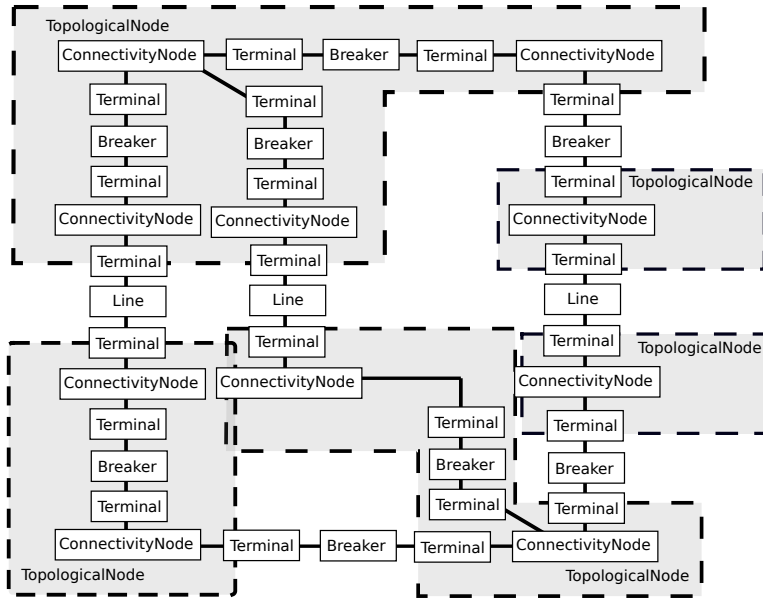 TopologicalNode
ConnectivityNode Terminal Breaker Terminal ConnectivityNode
Terminal Terminal Terminal
Breaker Breaker Breaker
Terminal Terminal Terminal TopologicalNode
ConnectivityNode ConnectivityNode ConnectivityNode
Terminal Terminal Terminal
Line Line Line
Terminal Terminal Terminal TopologicalNode
ConnectivityNode ConnectivityNode ConnectivityNode
Terminal Terminal Terminal
Breaker Breaker Breaker
Terminal Terminal Terminal
ConnectivityNode Terminal Breaker Terminal ConnectivityNode
TopologicalNode TopologicalNode